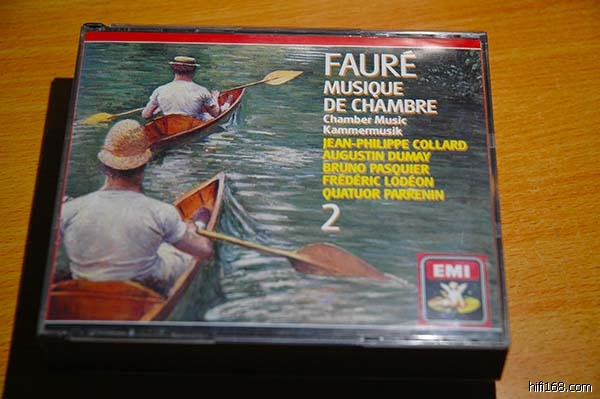 FAURÉ
MUSIQUE
DE CHAMBRE
Chamber Music
Kammermusik
JEAN-PHILIPPE COLLARD
AUGUSTIN DUMAY
BRUNO PASQUIER
FRÉDÉRIC LODÉON
QUATUOR PARRENIN
2
EMI
hifi168.com